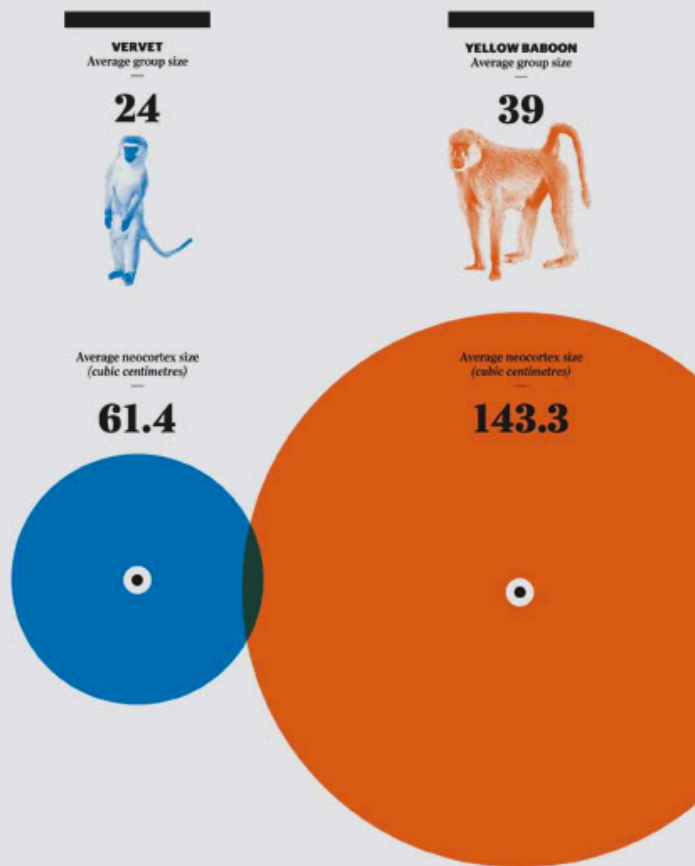 VERVET
Average group size
24
YELLOW BABOON
Average group size
39
Average neocortex size
(cubic centimetres)
61.4
Average neocortex size
(cubic centimetres)
143.3